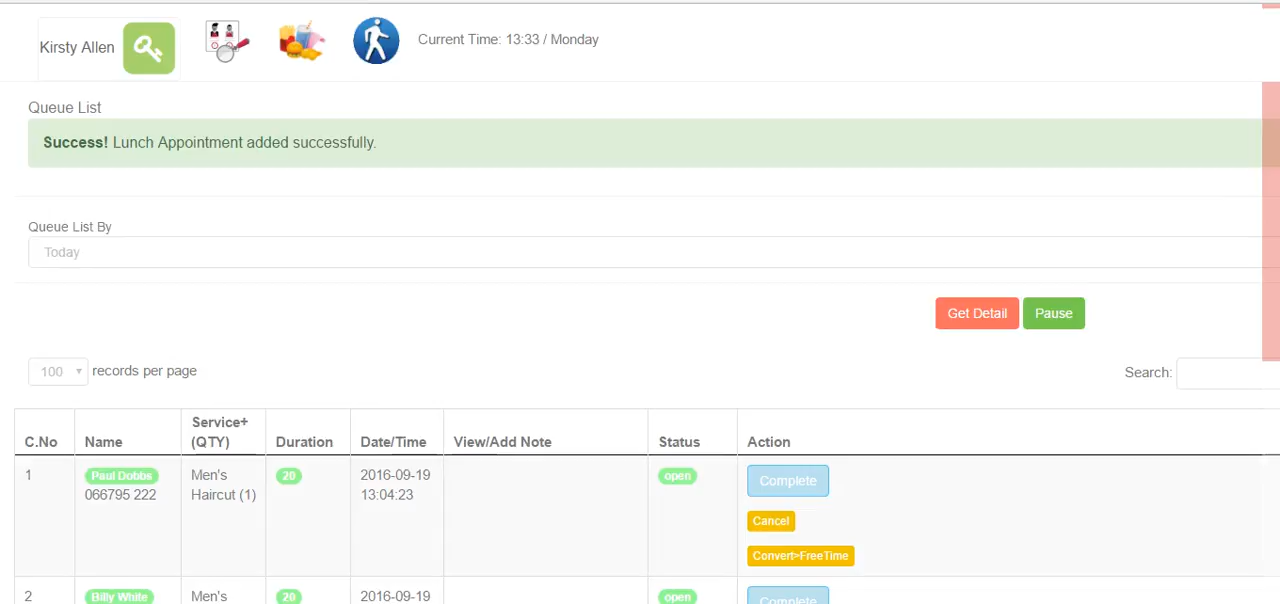 Kirsty Allen
Current Time: 13:33 / Monday
Queue List
Success! Lunch Appointment added successfully.
Queue List By
Today
Get Detail Pause
100 records per page
Search:
C.No Name Service+ (QTY) Duration Date/Time View/Add Note Status Action
1 Paul Dobbs 066795 222 Men's Haircut (1) 20 2016-09-19 13:04:23 open Complete
Cancel
Convert>FreeTime
2 Billy White Men's 20 2016-09-19 open Complete